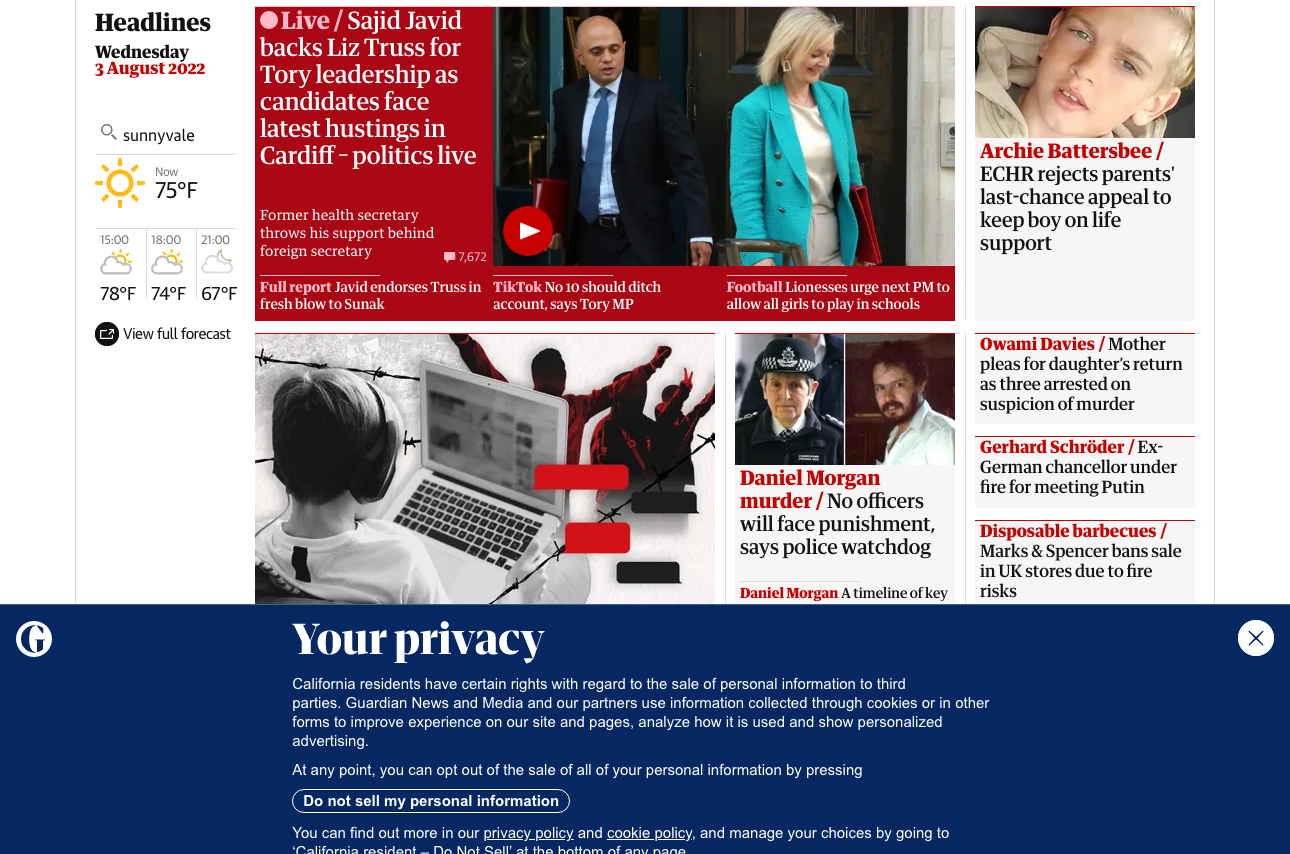 Headlines
Wednesday
3 August 2022
sunnyvale
Now
75°F
15:00
18:00
21:00
78°F
74°F
67°F
View full forecast
Live / Sajid Javid
backs Liz Truss for
Tory leadership as
candidates face
latest hustings in
Cardiff – politics live
Former health secretary
throws his support behind
foreign secretary
7,672
Full report Javid endorses Truss in
fresh blow to Sunak
TikTok No 10 should ditch
account, says Tory MP
Football Lionesses urge next PM to
allow all girls to play in schools
Archie Battersbee /
ECHR rejects parents'
last-chance appeal to
keep boy on life
support
Daniel Morgan
murder / No officers
will face punishment,
says police watchdog
Daniel Morgan A timeline of key
Owami Davies / Mother
pleas for daughter’s return
as three arrested on
suspicion of murder
Gerhard Schröder / Ex-
German chancellor under
fire for meeting Putin
Disposable barbecues /
Marks & Spencer bans sale
in UK stores due to fire
risks
G
Your privacy
California residents have certain rights with regard to the sale of personal information to third
parties. Guardian News and Media and our partners use information collected through cookies or in other
forms to improve experience on our site and pages, analyze how it is used and show personalized
advertising.
At any point, you can opt out of the sale of all of your personal information by pressing
Do not sell my personal information
You can find out more in our privacy policy and cookie policy, and manage your choices by going to
‘California resident – Do Not Sell’ at the bottom of any page.